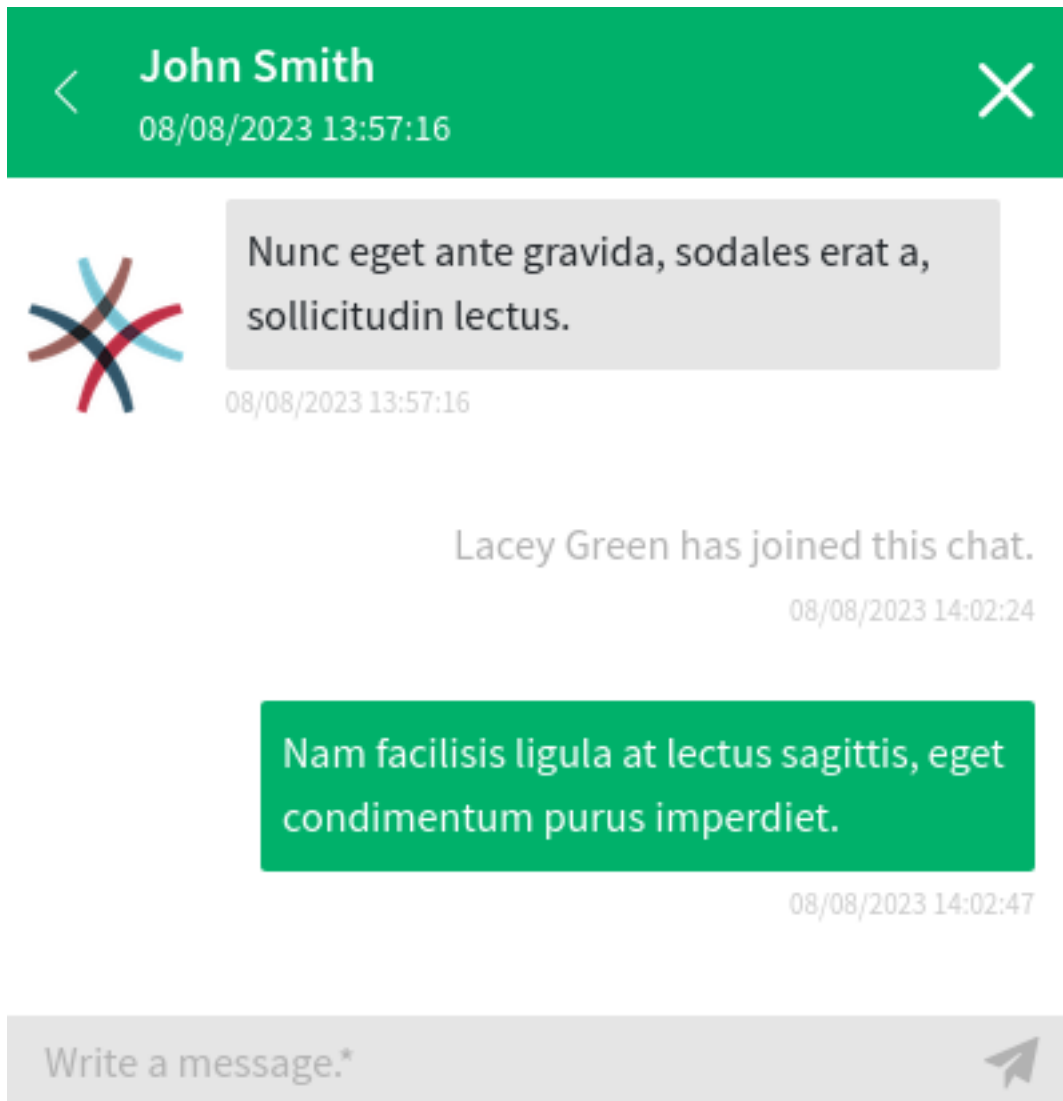 John Smith
08/08/2023 13:57:16
Nunc eget ante gravida, sodales erat a,
sollicitudin lectus.
08/08/2023 13:57:16
Lacey Green has joined this chat.
08/08/2023 14:02:24
Nam facilisis ligula at lectus sagittis, eget
condimentum purus imperdiet.
08/08/2023 14:02:47
Write a message.*